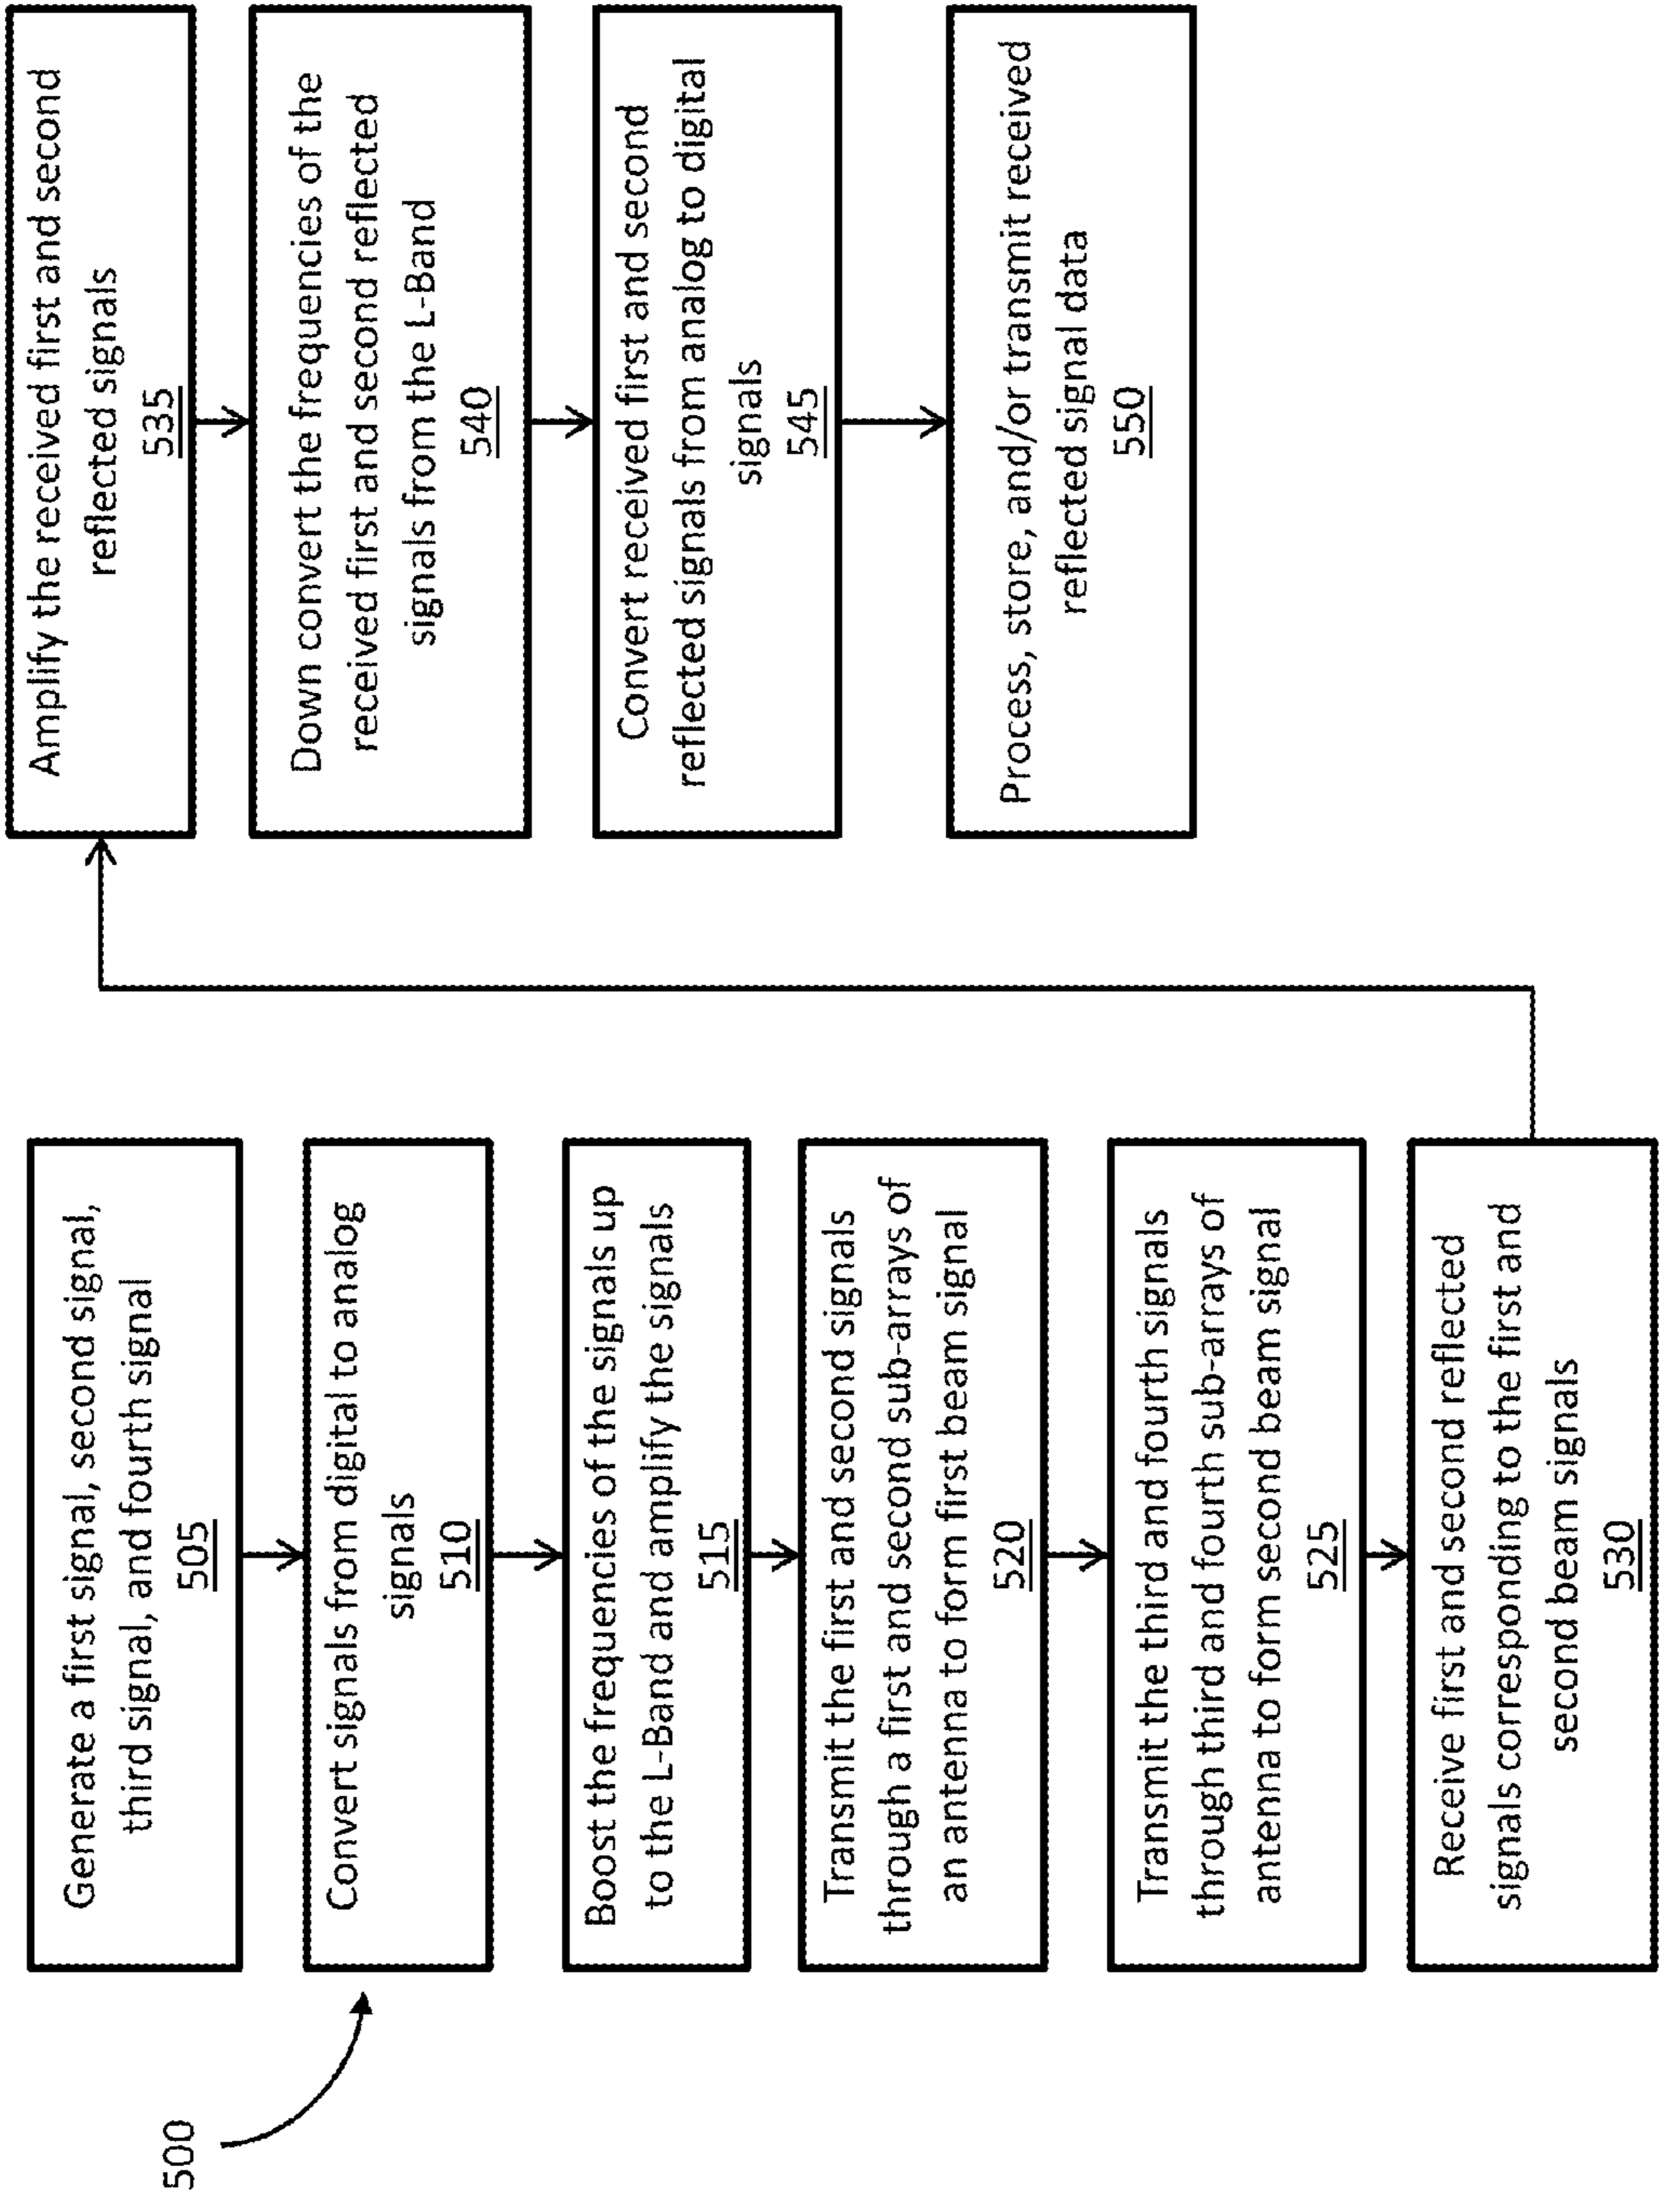 500
Generate a first signal, second signal,
third signal, and fourth signal
505
Convert signals from digital to analog
signals
510
Boost the frequencies of the signals up
to the L-Band and amplify the signals
515
Transmit the first and second signals
through a first and second sub-arrays of
an antenna to form first beam signal
520
Transmit the third and fourth signals
through third and fourth sub-arrays of
antenna to form second beam signal
525
Receive first and second reflected
signals corresponding to the first and
second beam signals
530
Amplify the received first and second
reflected signals
535
Down convert the frequencies of the
received first and second reflected
signals from the L-Band
540
Convert received first and second
reflected signals from analog to digital
signals
545
Process, store, and/or transmit received
reflected signal data
550